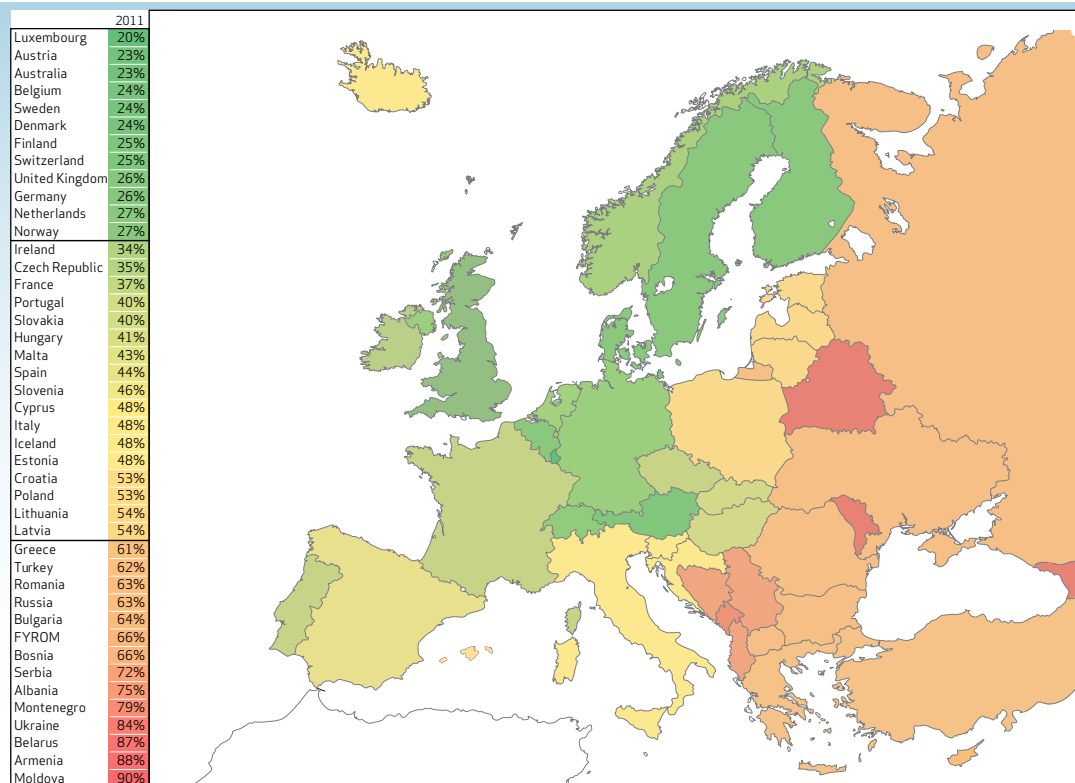 2011
Luxembourg 20%
Austria 23%
Australia 23%
Belgium 24%
Sweden 24%
Denmark 24%
Finland 25%
Switzerland 25%
United Kingdom 26%
Germany 26%
Netherlands 27%
Norway 27%
Ireland 34%
Czech Republic 35%
France 37%
Portugal 40%
Slovakia 40%
Hungary 41%
Malta 43%
Spain 44%
Slovenia 46%
Cyprus 48%
Italy 48%
Iceland 48%
Estonia 48%
Croatia 53%
Poland 53%
Lithuania 54%
Latvia 54%
Greece 61%
Turkey 62%
Romania 63%
Russia 63%
Bulgaria 64%
FYROM 66%
Bosnia 66%
Serbia 72%
Albania 75%
Montenegro 79%
Ukraine 84%
Belarus 87%
Armenia 88%
Moldova 90%